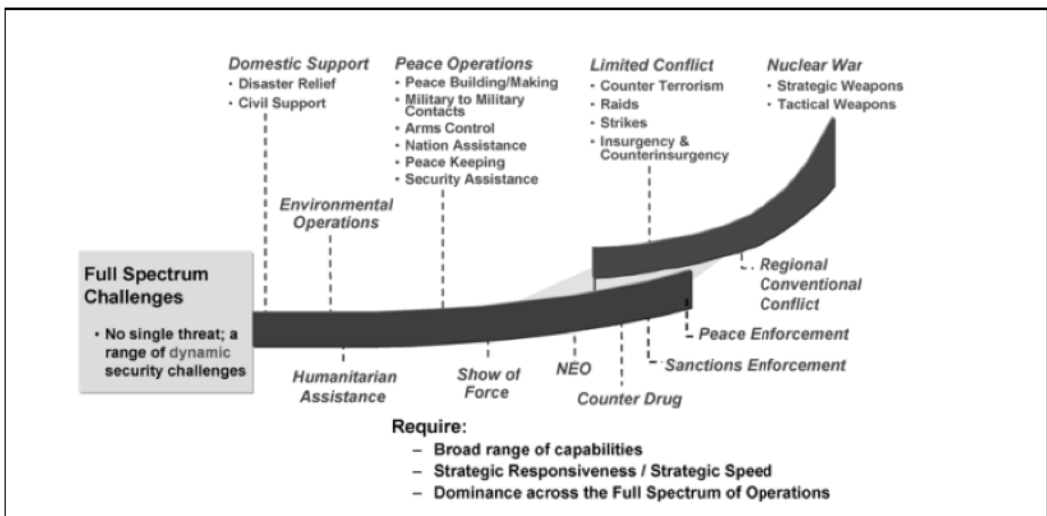 Domestic Support
• Disaster Relief
• Civil Support
Peace Operations
• Peace Building/Making
• Military to Military
Contacts
• Arms Control
• Nation Assistance
• Peace Keeping
• Security Assistance
Limited Conflict
• Counter Terrorism
• Raids
• Strikes
• Insurgency &
Counterinsurgency
Nuclear War
• Strategic Weapons
• Tactical Weapons
Environmental
Operations
Full Spectrum
Challenges
• No single threat; a
range of dynamic
security challenges
Regional
Conventional
Conflict
Peace Enforcement
Sanctions Enforcement
Humanitarian
Assistance
Show of
Force
NEO
Counter Drug
Require:
– Broad range of capabilities
– Strategic Responsiveness / Strategic Speed
– Dominance across the Full Spectrum of Operations